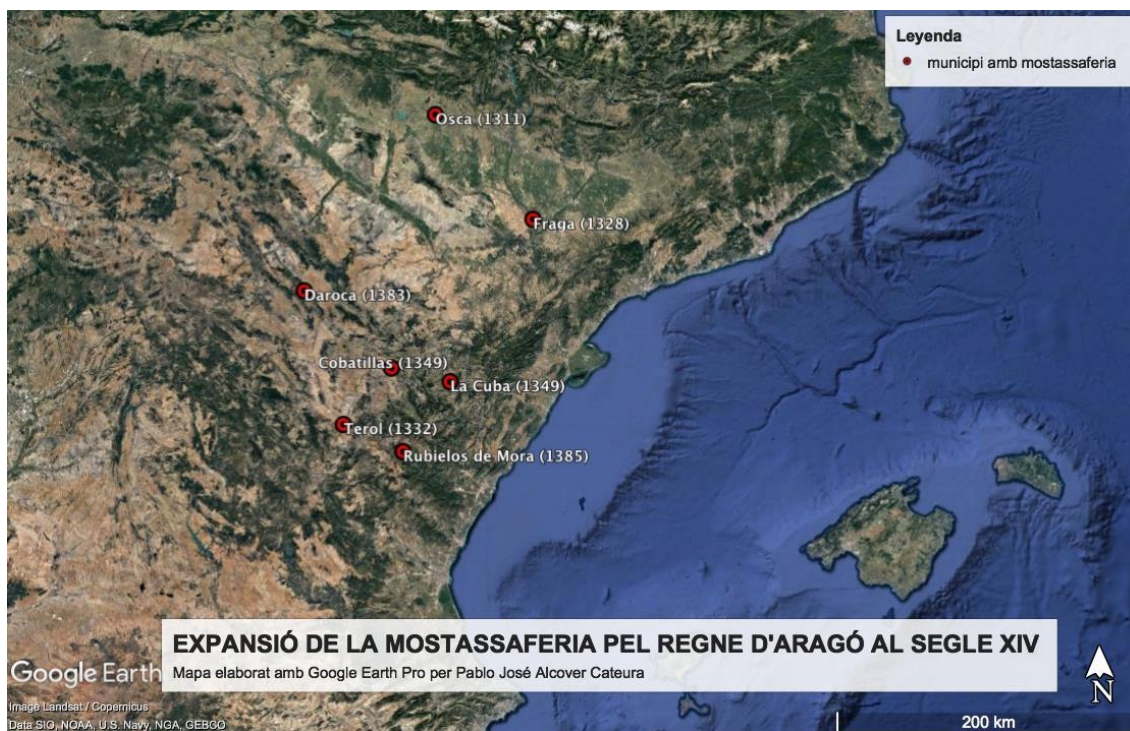 Leyenda
municipi amb mostassaferia
Osca (1311)
Fraga (1328)
Daroca (1383)
Cobatillas (1349)
La Cuba (1349)
Terol (1332)
Rubielos de Mora (1385)
EXPANSIÓ DE LA MOSTASSAFERIA PEL REGNE D'ARAGÓ AL SEGLE XIV
Mapa elaborat amb Google Earth Pro per Pablo José Alcover Cateura
Google Earth
Image Landsat / Copernicus
Data SIO, NOAA, U.S. Navy, NGA, GEBCO
N
200 km